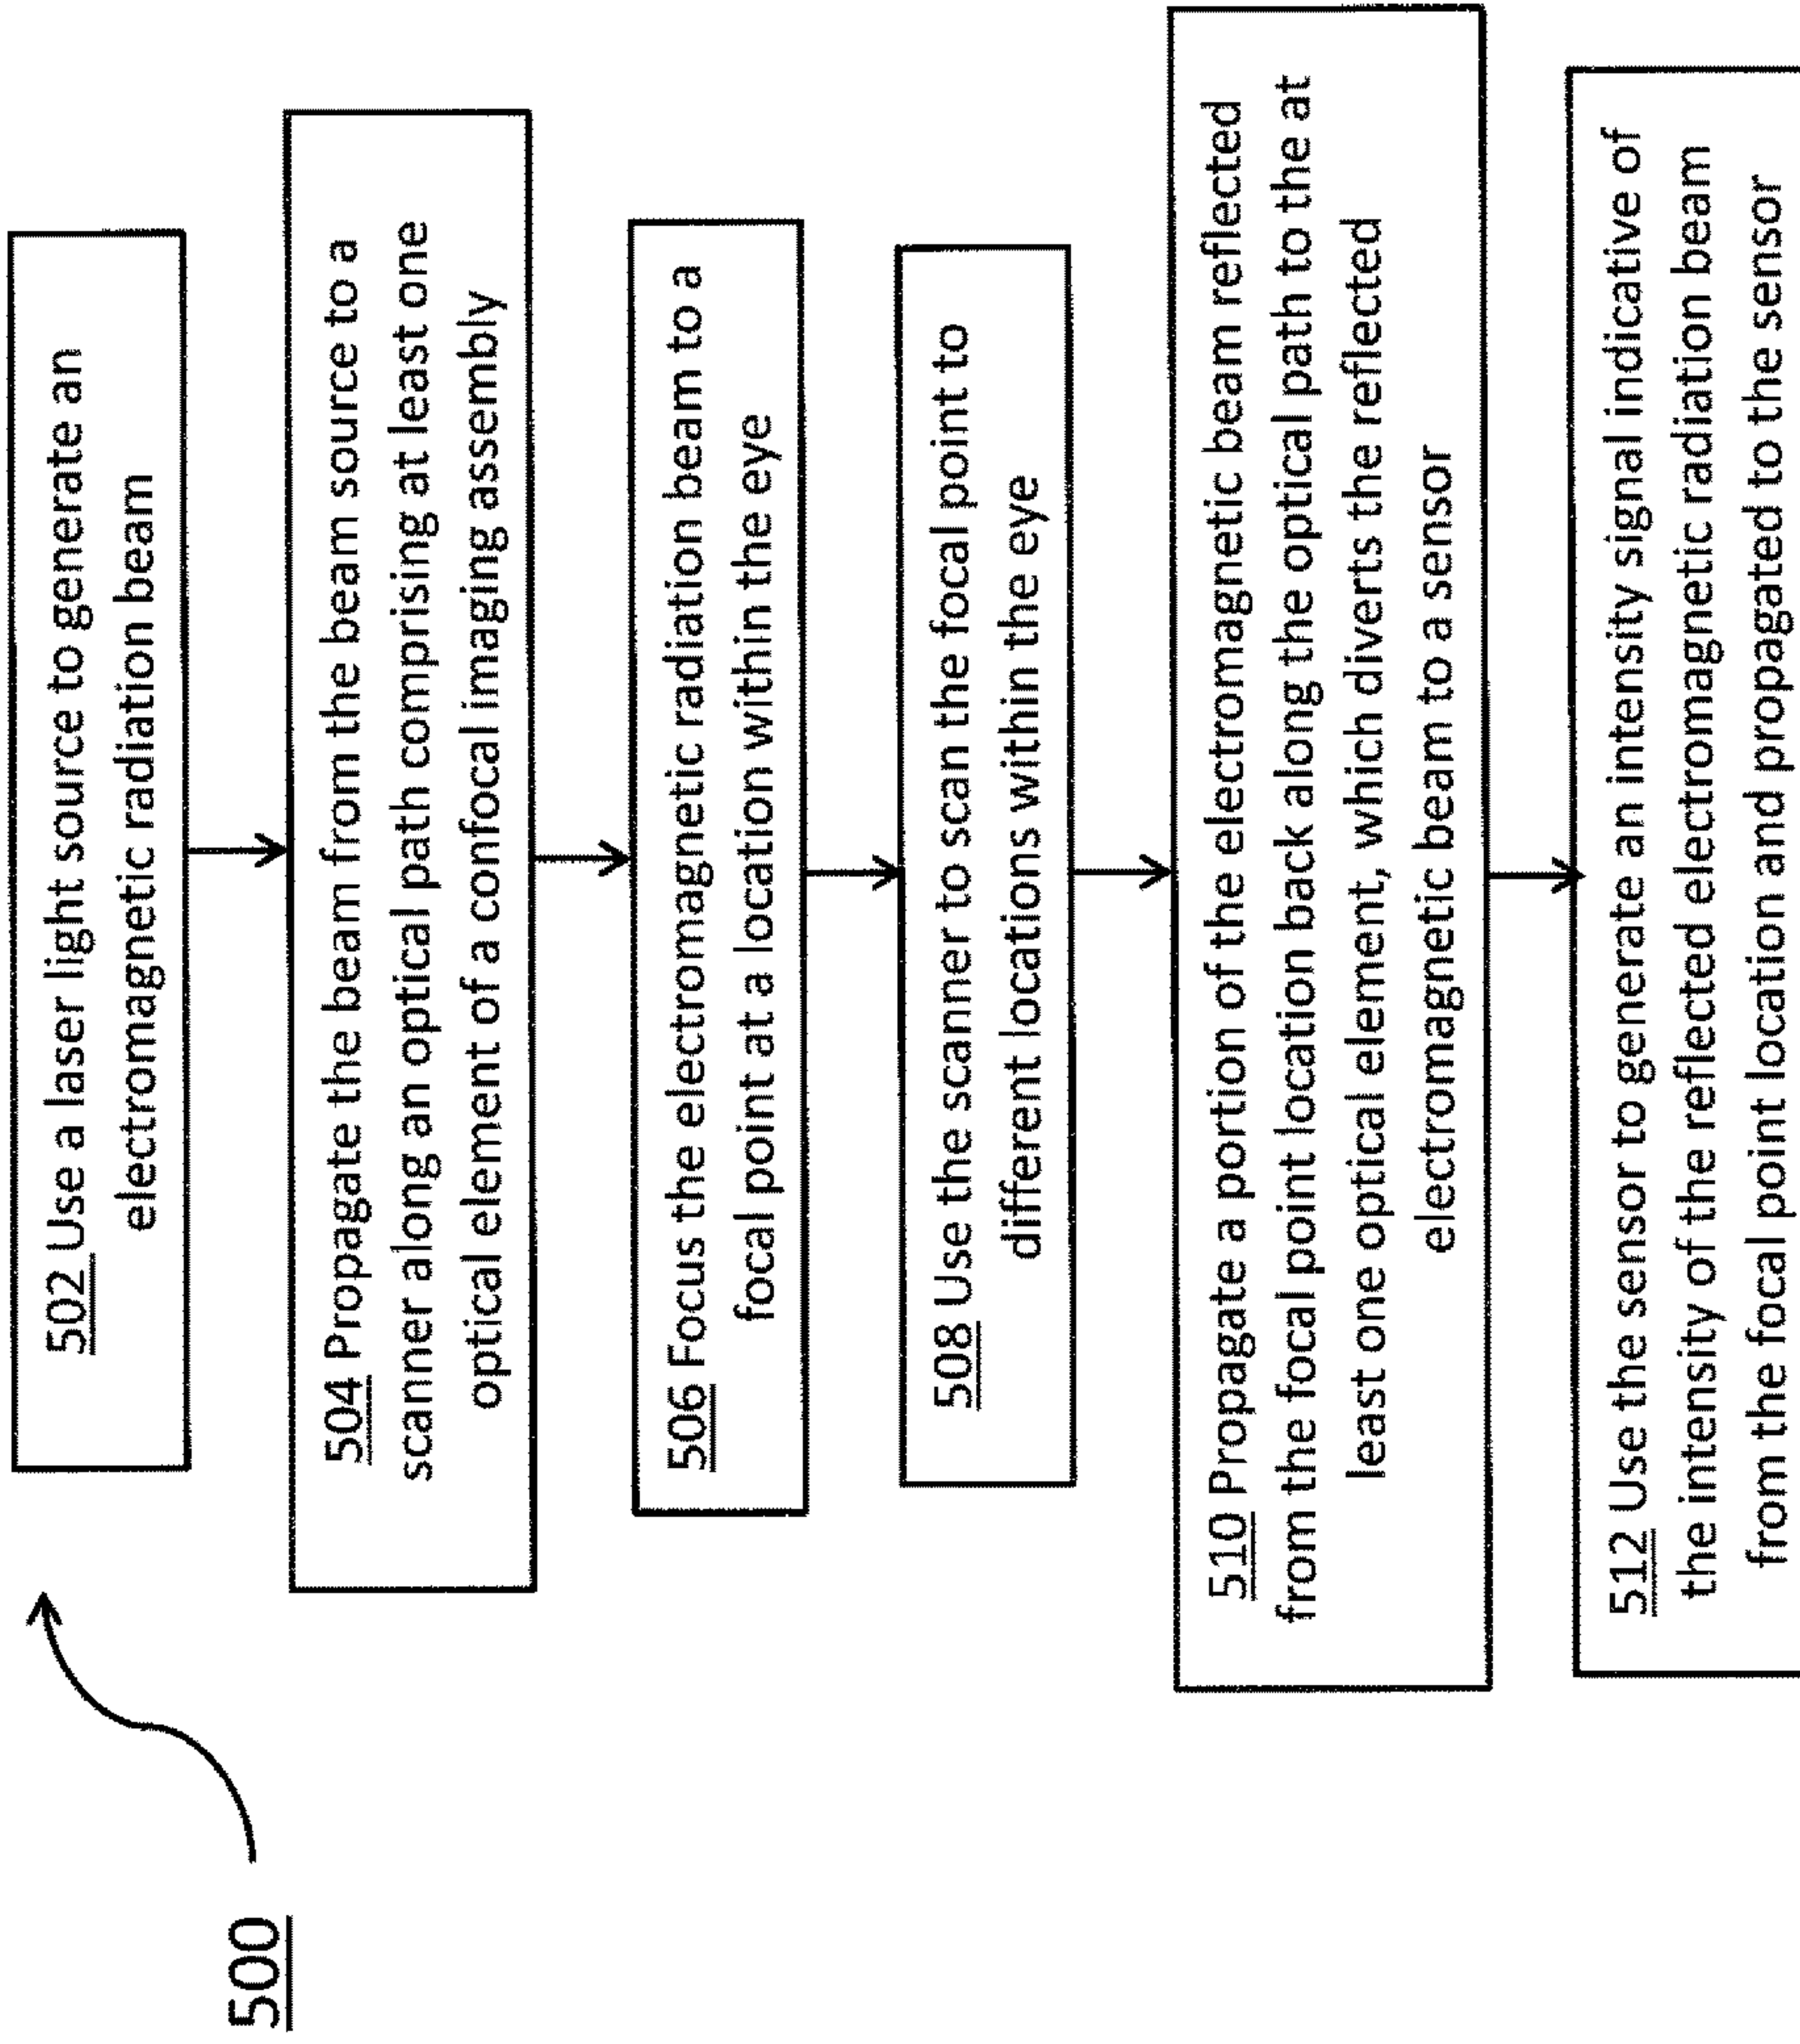 500
502 Use a laser light source to generate an
electromagnetic radiation beam
504 Propagate the beam from the beam source to a
scanner along an optical path comprising at least one
optical element of a confocal imaging assembly
506 Focus the electromagnetic radiation beam to a
focal point at a location within the eye
508 Use the scanner to scan the focal point to
different locations within the eye
510 Propagate a portion of the electromagnetic beam reflected
from the focal point location back along the optical path to the at
least one optical element, which diverts the reflected
electromagnetic beam to a sensor
512 Use the sensor to generate an intensity signal indicative of
the intensity of the reflected electromagnetic radiation beam
from the focal point location and propagated to the sensor